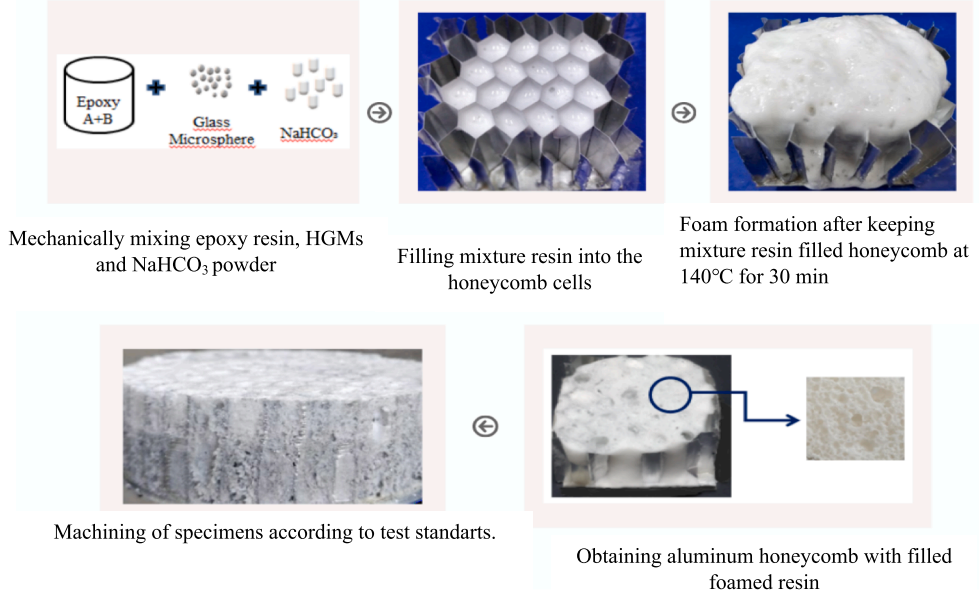 Epoxy
A+B
Glass
Microsphere
NaHCO₃
Mechanically mixing epoxy resin, HGMs
and NaHCO₃ powder
Filling mixture resin into the
honeycomb cells
Foam formation after keeping
mixture resin filled honeycomb at
140℃ for 30 min
Machining of specimens according to test standarts.
Obtaining aluminum honeycomb with filled
foamed resin